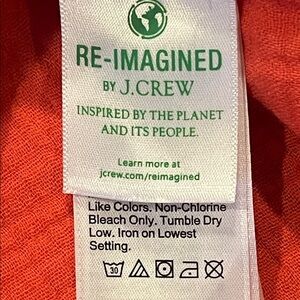 RE-IMAGINED
BY J.CREW
INSPIRED BY THE PLANET
AND ITS PEOPLE.
Learn more at
jcrew.com/reimagined
Like Colors. Non-Chlorine
Bleach Only. Tumble Dry
Low. Iron on Lowest
Setting.
30